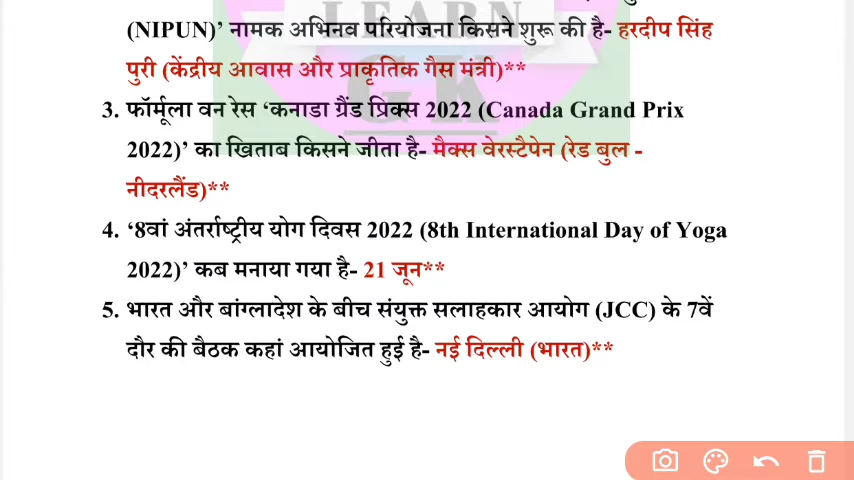 LEARN
(NIPUN)’ नामक अभिनव परियोजना किसने शुरू की है- हरदीप सिंह
पुरी (केंद्रीय आवास और प्राकृतिक गैस मंत्री)**
GK
3. फॉर्मूला वन रेस ‘कनाडा ग्रैंड प्रिक्स 2022 (Canada Grand Prix
2022)’ का खिताब किसने जीता है- मैक्स वेरस्टैपेन (रेड बुल -
नीदरलैंड)**
4. ‘8वां अंतर्राष्ट्रीय योग दिवस 2022 (8th International Day of Yoga
2022)’ कब मनाया गया है- 21 जून**
5. भारत और बांग्लादेश के बीच संयुक्त सलाहकार आयोग (JCC) के 7वें
दौर की बैठक कहां आयोजित हुई है- नई दिल्ली (भारत)**